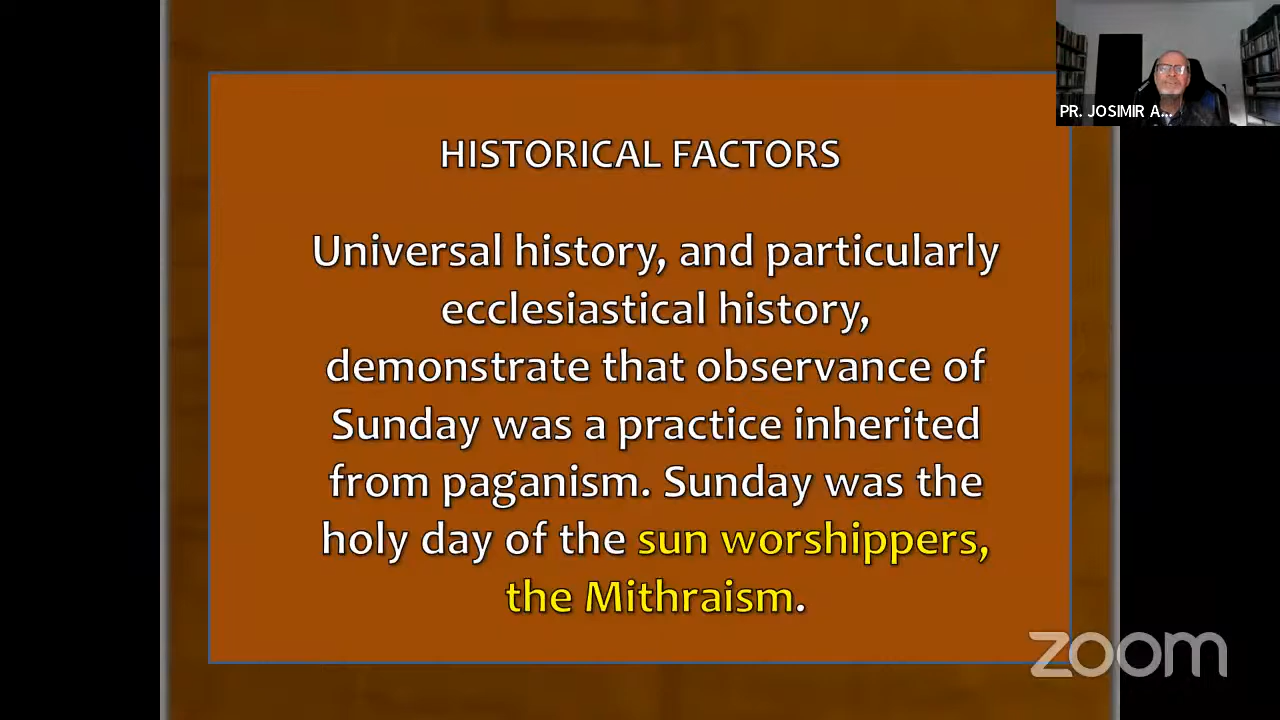 HISTORICAL FACTORS
Universal history, and particularly
ecclesiastical history,
demonstrate that observance of
Sunday was a practice inherited
from paganism. Sunday was the
holy day of the sun worshippers,
the Mithraism.
PR. JOSIMIR A...
zoom